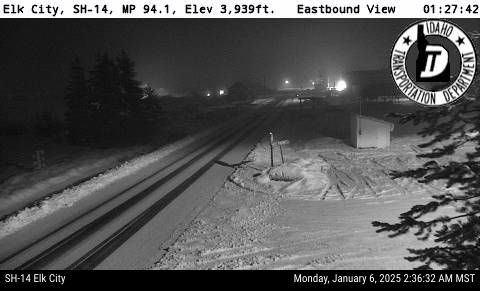 Elk City, SH-14, MP 94.1, Elev 3,939ft. Eastbound View 01:27:42
IDAHO
TRANSPORTATION DEPARTMENT
SH-14 Elk City Monday, January 6, 2025 2:36:32 AM MST